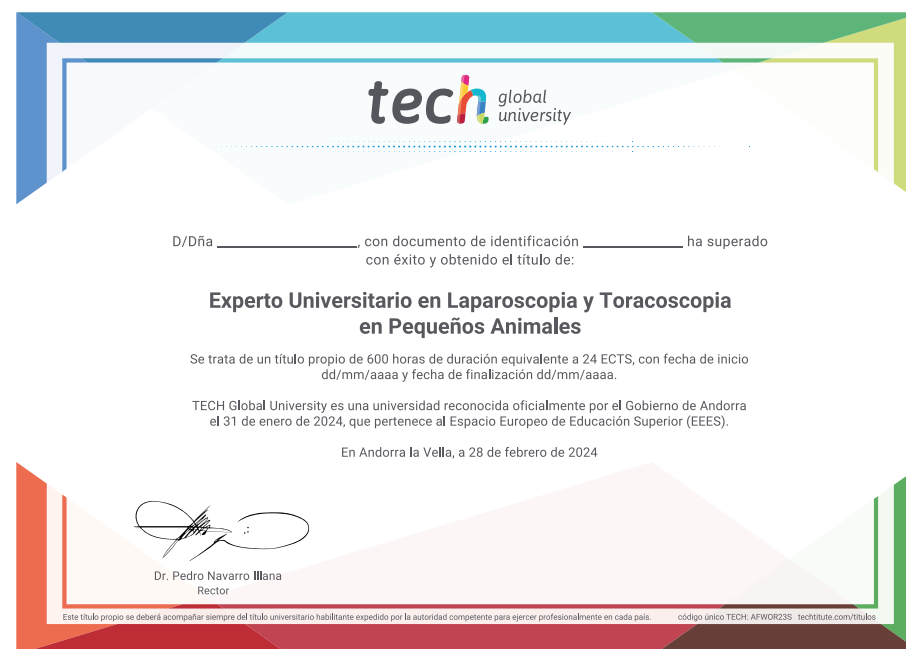 tech global university
D/Dña ____________, con documento de identificación ____________ ha superado
con éxito y obtenido el título de:
Experto Universitario en Laparoscopia y Toracoscopia
en Pequeños Animales
Se trata de un título propio de 600 horas de duración equivalente a 24 ECTS, con fecha de inicio
dd/mm/aaaa y fecha de finalización dd/mm/aaaa.
TECH Global University es una universidad reconocida oficialmente por el Gobierno de Andorra
el 31 de enero de 2024, que pertenece al Espacio Europeo de Educación Superior (EEES).
En Andorra la Vella, a 28 de febrero de 2024
Dr. Pedro Navarro Illana
Rector
Este título propio se deberá acompañar siempre del título universitario habilitante expedido por la autoridad competente para ejercer profesionalmente en cada país. código único TECH: AFWOR23S techtitute.com/titulos